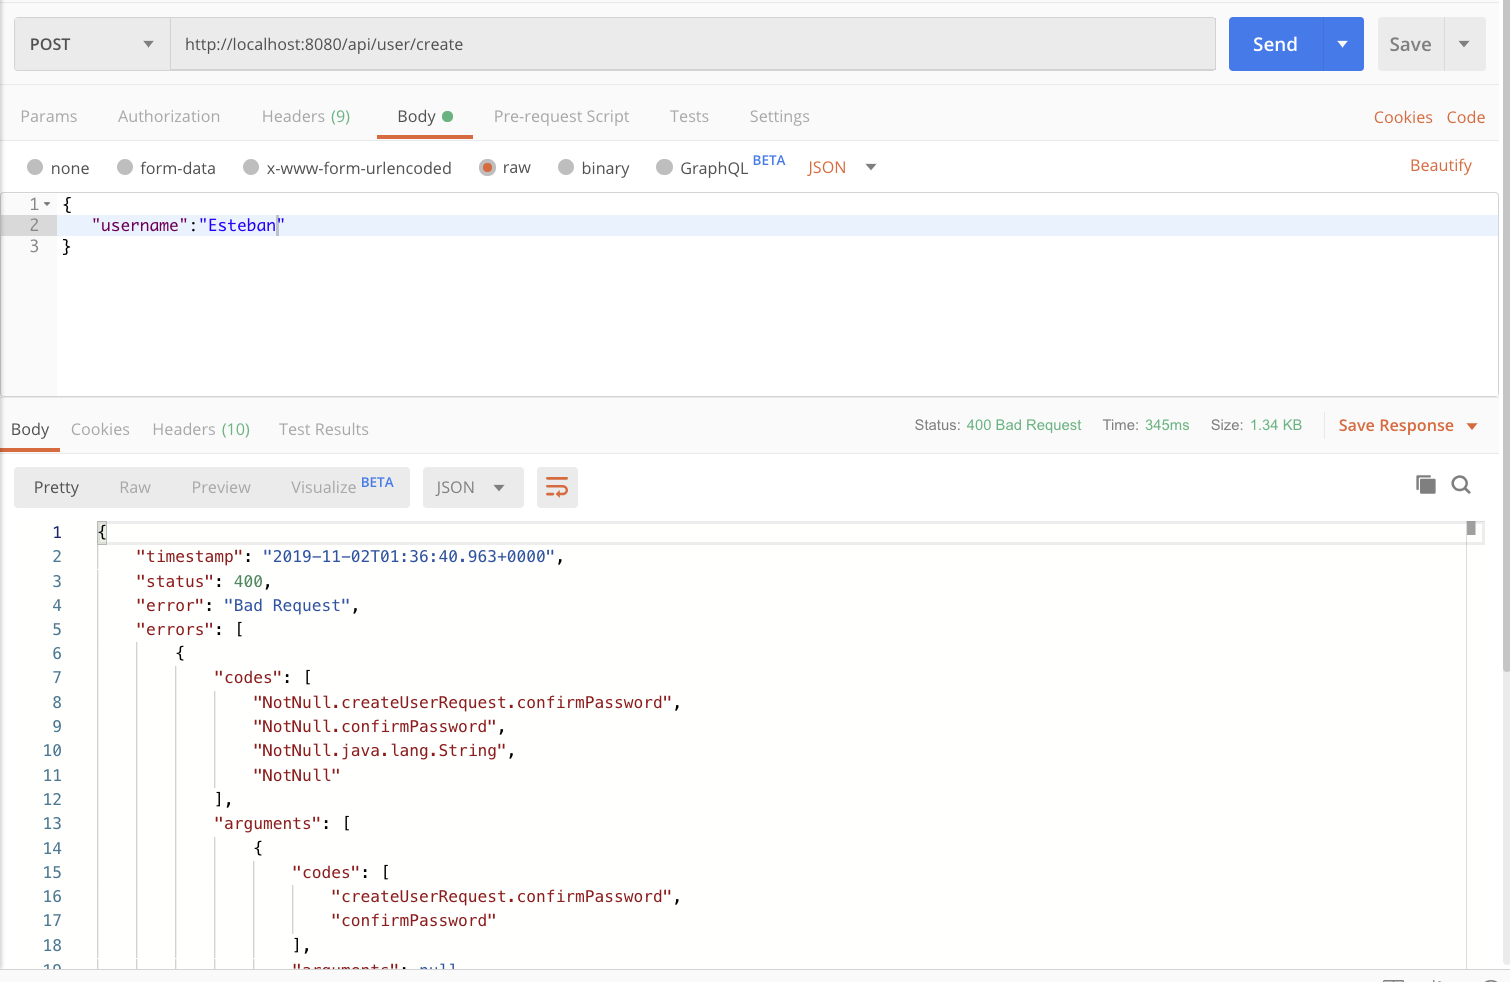 POST http://localhost:8080/api/user/create Send Save
Params Authorization Headers (9) Body Pre-request Script Tests Settings Cookies Code
none form-data x-www-form-urlencoded raw binary GraphQL BETA JSON Beautify
1 {
2 "username":"Esteban"
3 }
Body Cookies Headers (10) Test Results Status: 400 Bad Request Time: 345ms Size: 1.34 KB Save Response
Pretty Raw Preview Visualize BETA JSON
1 {
2 "timestamp": "2019-11-02T01:36:40.963+0000",
3 "status": 400,
4 "error": "Bad Request",
5 "errors": [
6 {
7 "codes": [
8 "NotNull.createUserRequest.confirmPassword",
9 "NotNull.confirmPassword",
10 "NotNull.java.lang.String",
11 "NotNull"
12 ],
13 "arguments": [
14 {
15 "codes": [
16 "createUserRequest.confirmPassword",
17 "confirmPassword"
18 ],
19 "arguments": null